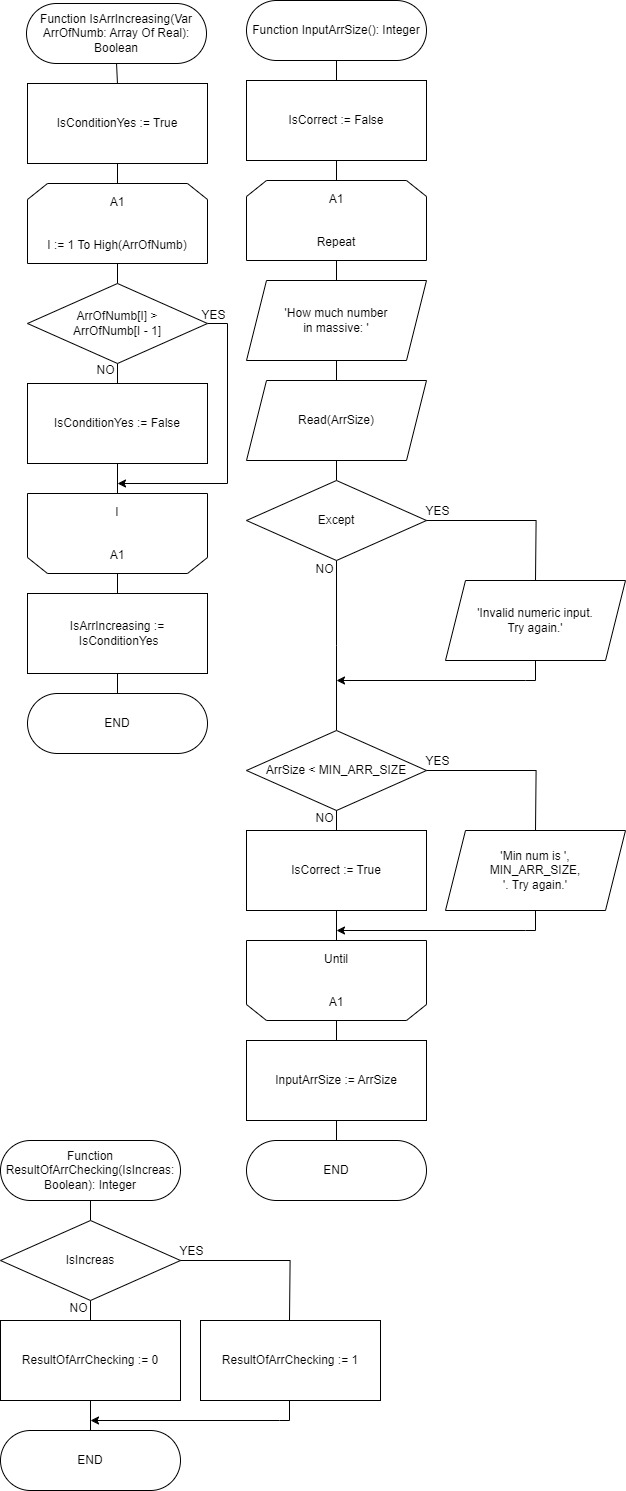 Function IsArrIncreasing(Var
ArrOfNumb: Array Of Real):
Boolean
IsConditionYes := True
A1
I := 1 To High(ArrOfNumb)
ArrOfNumb[I] >
ArrOfNumb[I - 1]
YES
NO
IsConditionYes := False
I
A1
IsArrIncreasing :=
IsConditionYes
END
Function InputArrSize(): Integer
IsCorrect := False
A1
Repeat
'How much number
in massive: '
Read(ArrSize)
Except
YES
NO
'Invalid numeric input.
Try again.'
ArrSize < MIN_ARR_SIZE
YES
NO
IsCorrect := True
'Min num is ',
MIN_ARR_SIZE,
'. Try again.'
Until
A1
InputArrSize := ArrSize
END
Function
ResultOfArrChecking(IsIncreas:
Boolean): Integer
IsIncreas
YES
NO
ResultOfArrChecking := 0
ResultOfArrChecking := 1
END